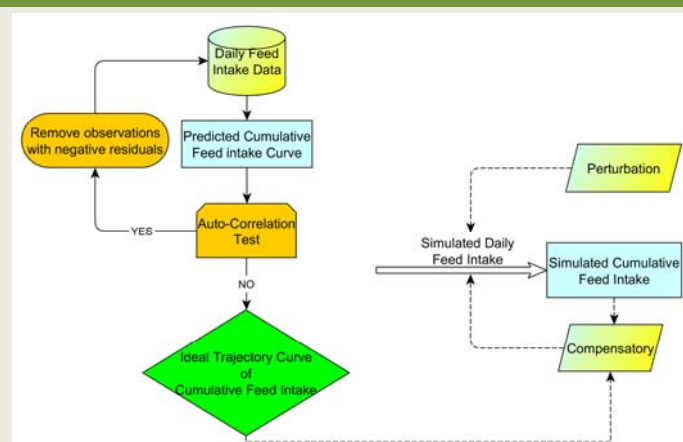 Daily Feed
Intake Data
Remove observations
with negative residuals
Predicted Cumulative
Feed intake Curve
YES
Auto-Correlation
Test
NO
Ideal Trajectory Curve
of
Cumulative Feed Intake
Perturbation
Simulated Daily
Feed Intake
Simulated Cumulative
Feed Intake
Compensatory